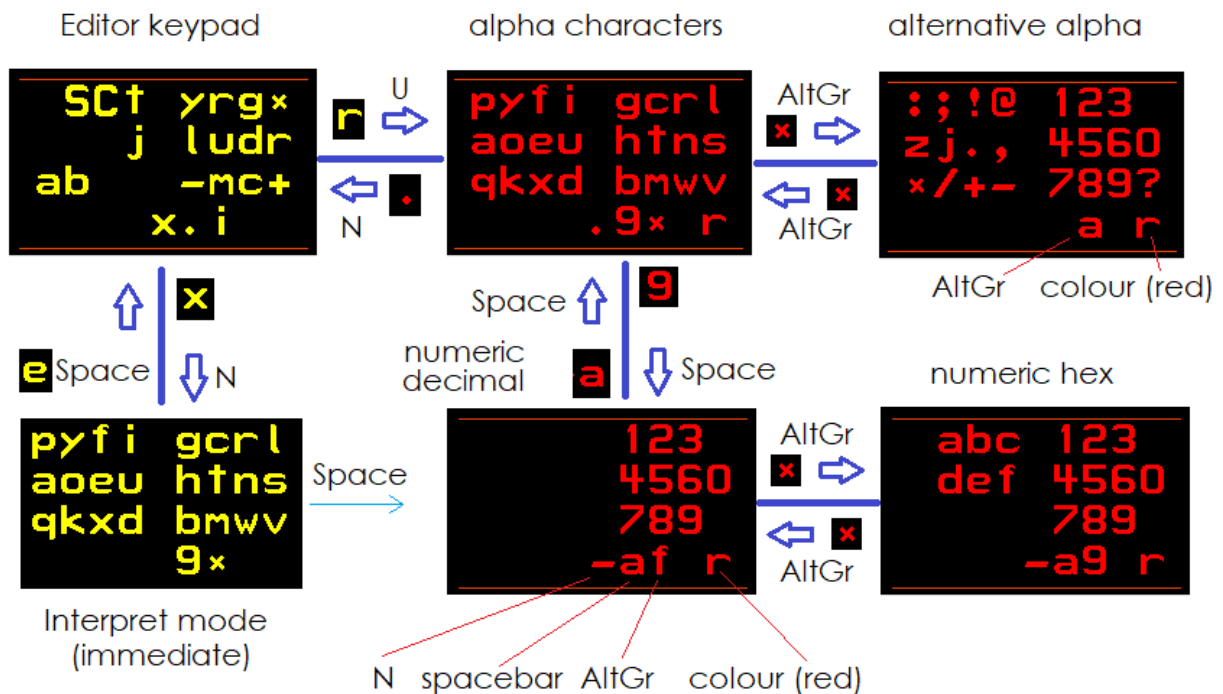 Editor keypad
SCt yrg×
j ludr
ab -mc+
x.i
r
U
.
N
alpha characters
pyfi gcrl
aoeu htns
qkxd bmwv
.9× r
AltGr
×
×
AltGr
alternative alpha
:;!@ 123
zj., 4560
×/+- 789?
a r
AltGr colour (red)
x
e Space
N
Space
9
a
Space
numeric
decimal
Interpret mode
(immediate)
pyfi gcrl
aoeu htns
qkxd bmwv
9×
Space
123
4560
789
-af r
N spacebar AltGr colour (red)
AltGr
×
×
AltGr
numeric hex
abc 123
def 4560
789
-a9 r